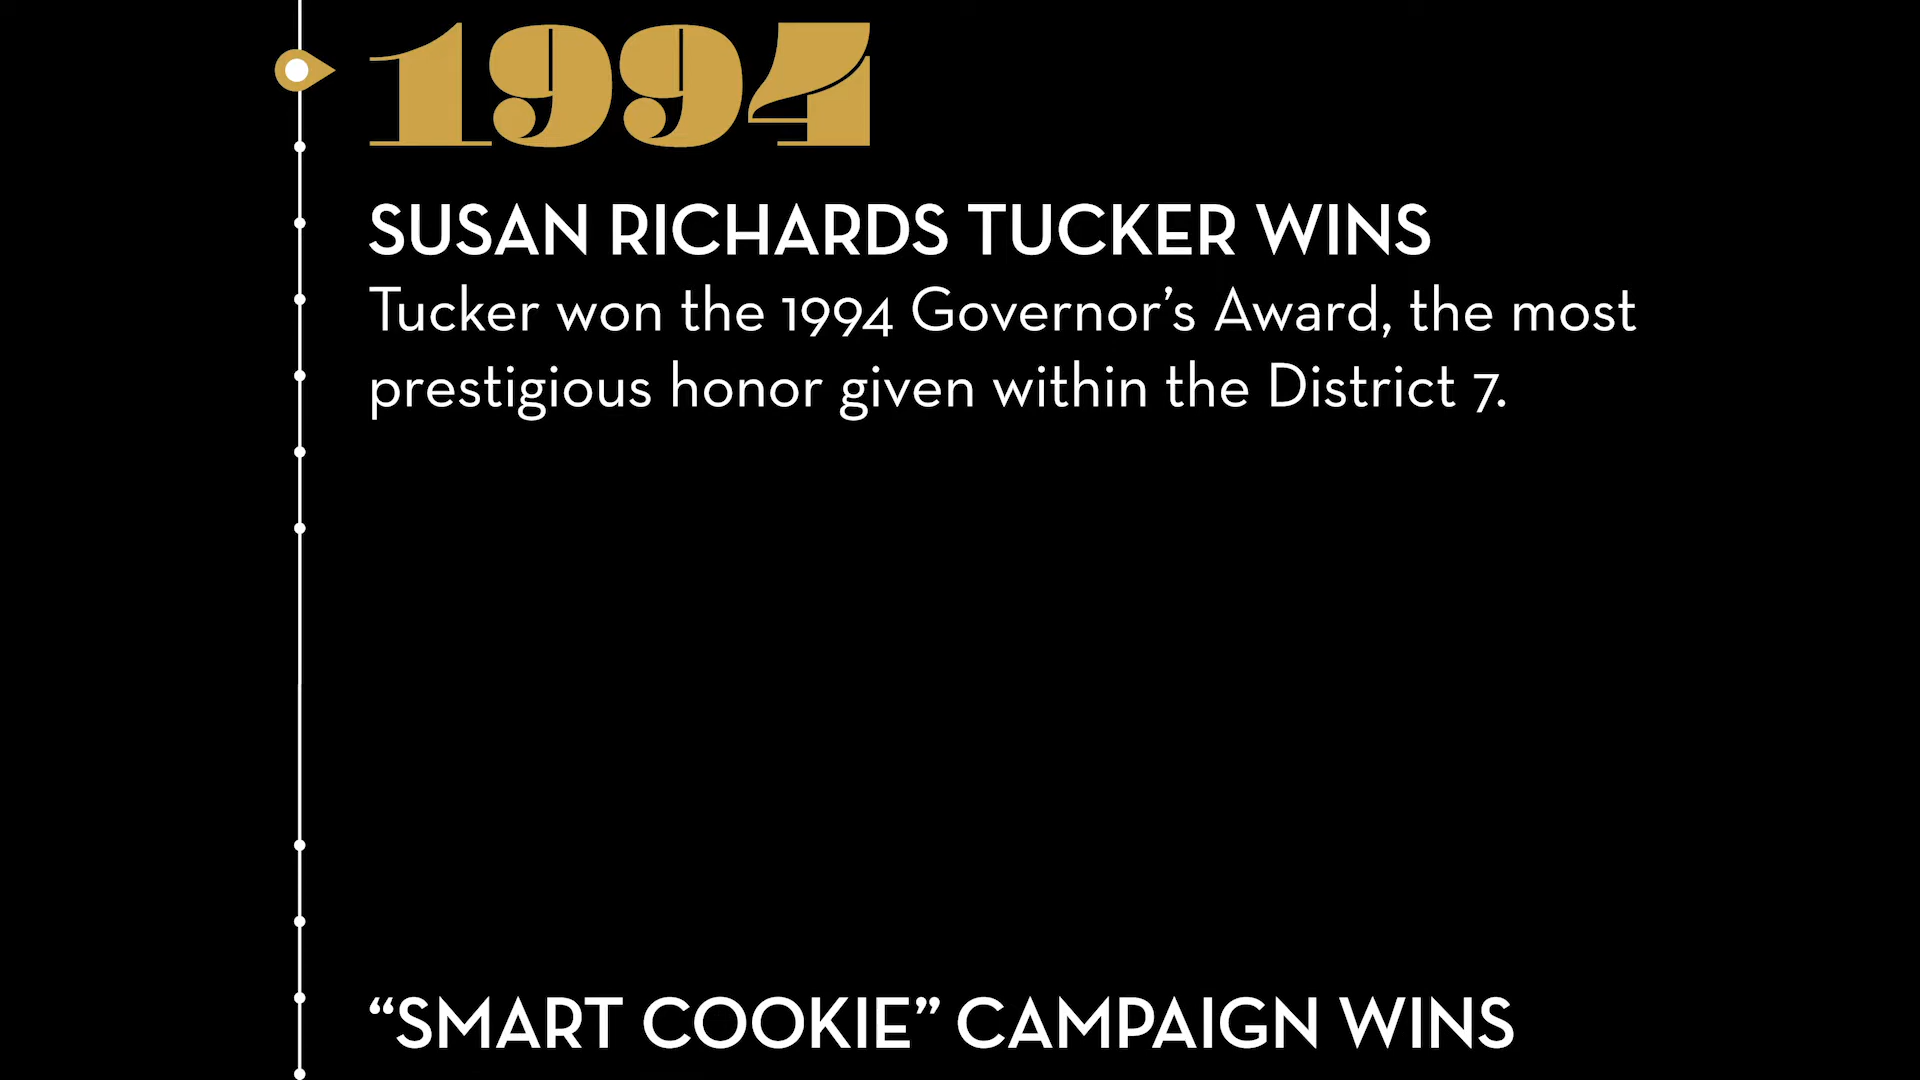 1994
SUSAN RICHARDS TUCKER WINS
Tucker won the 1994 Governor’s Award, the most
prestigious honor given within the District 7.
“SMART COOKIE” CAMPAIGN WINS